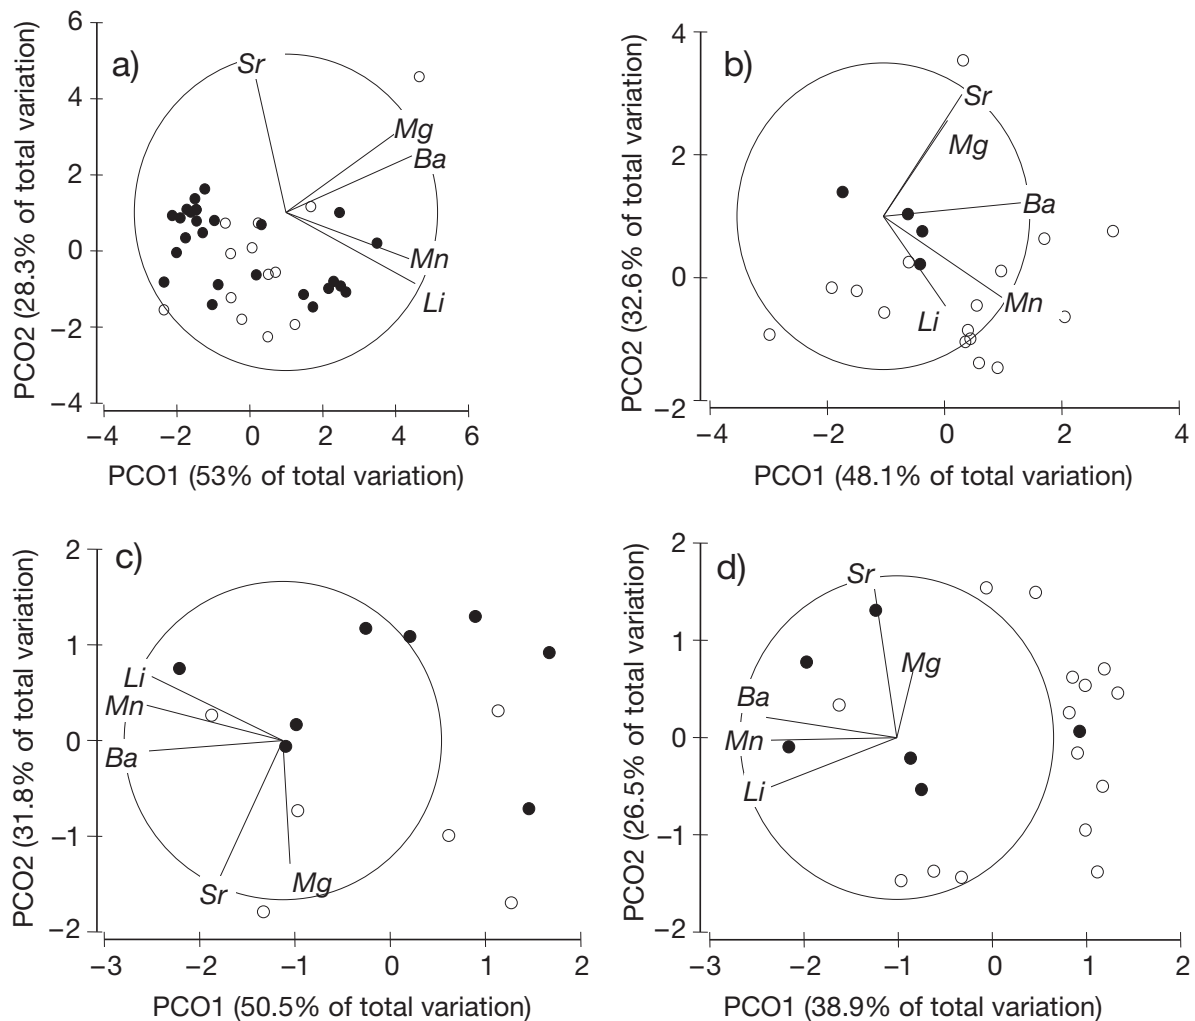 a)
PCO2 (28.3% of total variation)
6
4
2
0
−2
−4
Sr
Mg
Ba
Mn
Li
−4 −2 0 2 4 6
PCO1 (53% of total variation)
b)
PCO2 (32.6% of total variation)
4
2
0
−2
Sr
Mg
Ba
Mn
Li
−4 −2 0 2 4
PCO1 (48.1% of total variation)
c)
PCO2 (31.8% of total variation)
2
1
0
−1
−2
Li
Mn
Ba
Sr
Mg
−3 −2 −1 0 1 2
PCO1 (50.5% of total variation)
d)
PCO2 (26.5% of total variation)
2
1
0
−1
−2
Sr
Mg
Ba
Mn
Li
−3 −2 −1 0 1 2
PCO1 (38.9% of total variation)